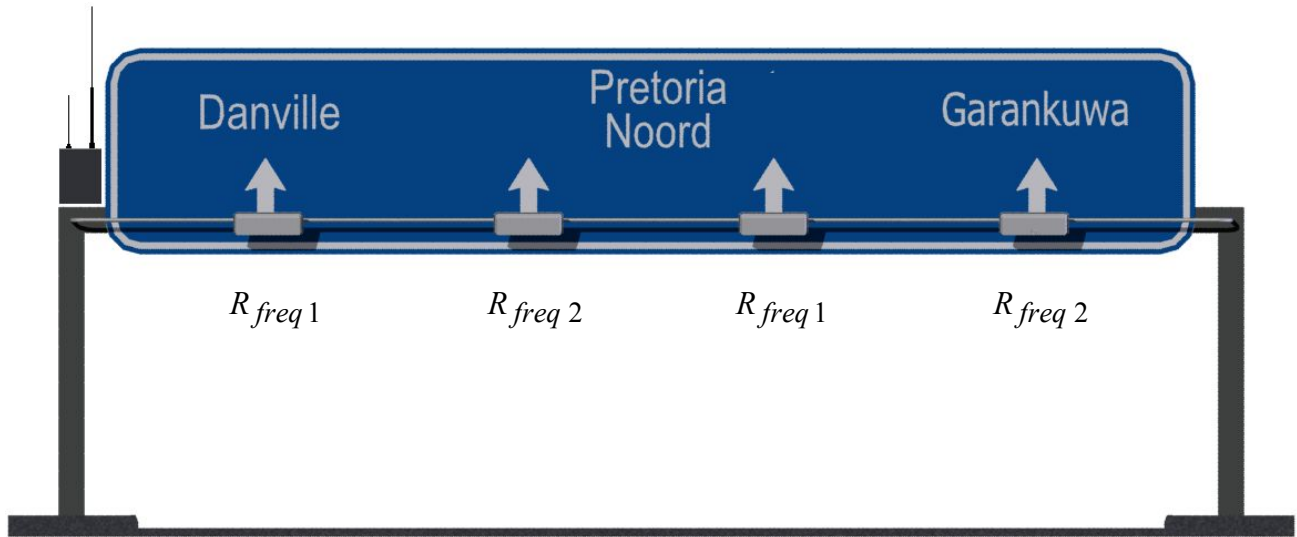 Danville
Pretoria
Noord
Garankuwa
R freq 1
R freq 2
R freq 1
R freq 2